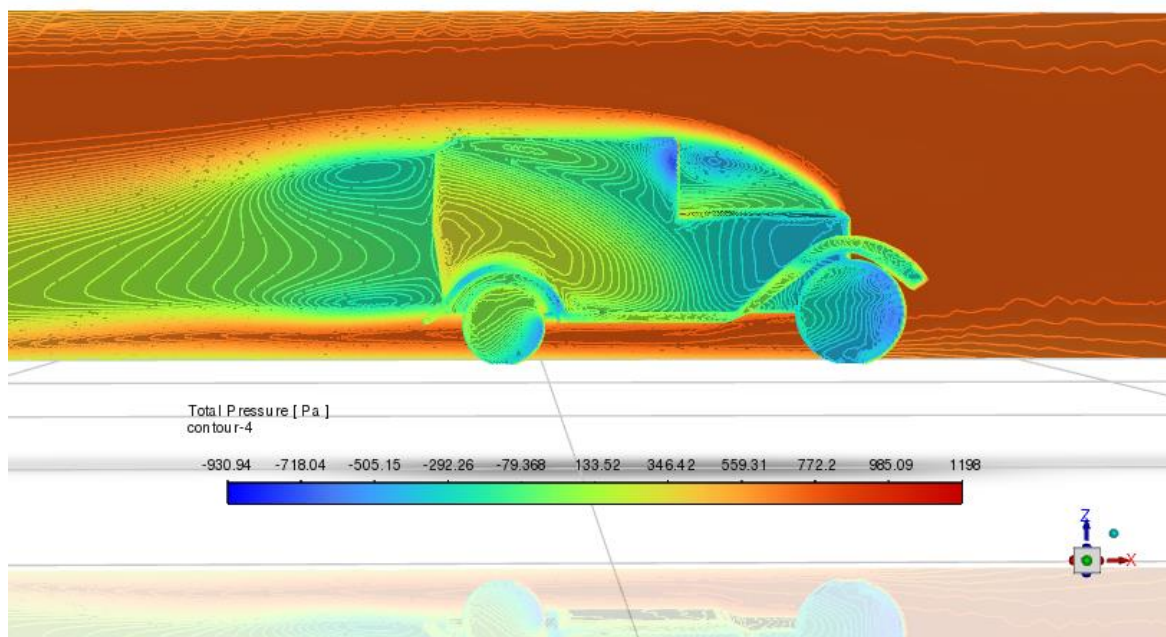 Total Pressure [ Pa ]
contour-4
-930.94 -718.04 -505.15 -292.26 -79.368 133.52 346.42 559.31 772.2 985.09 1198
Z
X